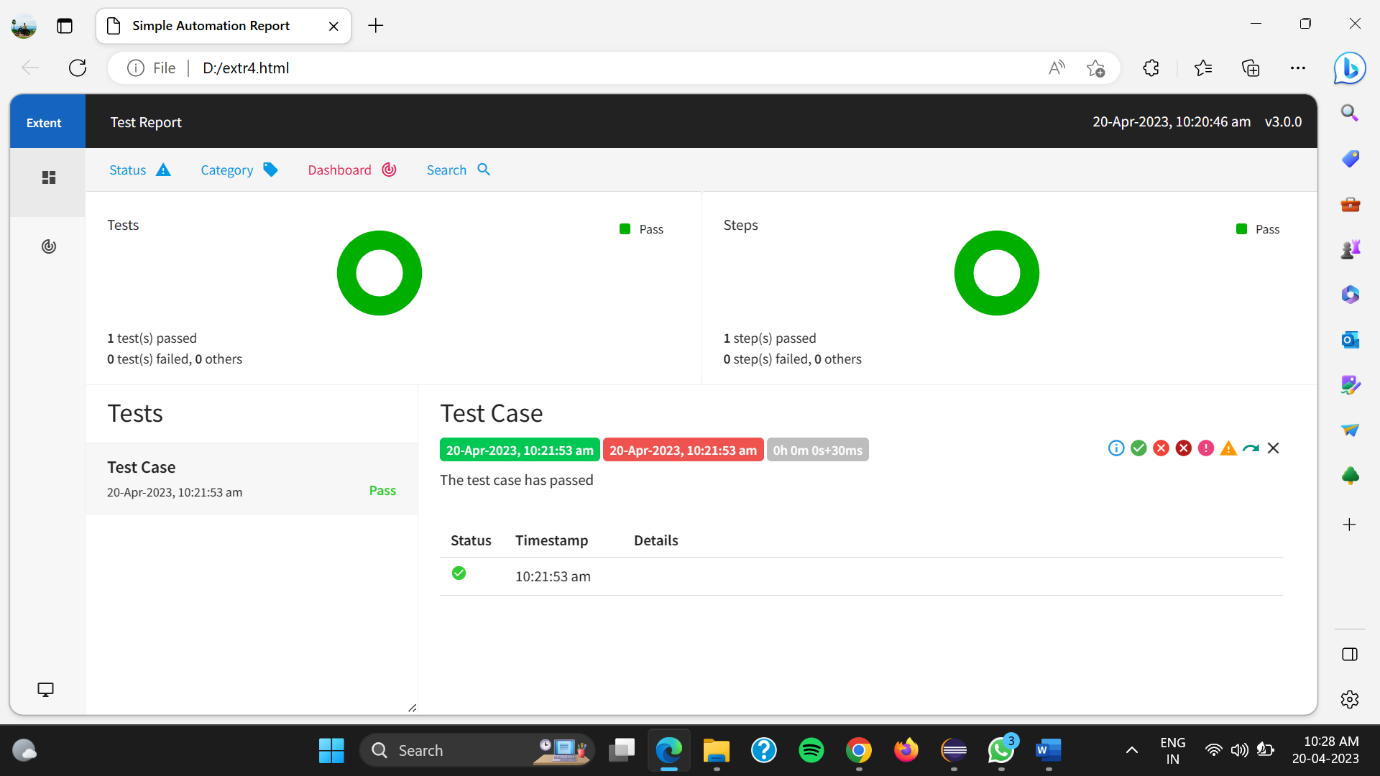 Simple Automation Report
File | D:/extr4.html
Extent Test Report 20-Apr-2023, 10:20:46 am v3.0.0
Status Category Dashboard Search
Tests
Pass
1 test(s) passed
0 test(s) failed, 0 others
Steps
Pass
1 step(s) passed
0 step(s) failed, 0 others
Tests
Test Case
20-Apr-2023, 10:21:53 am Pass
Test Case
20-Apr-2023, 10:21:53 am 20-Apr-2023, 10:21:53 am 0h 0m 0s+30ms
The test case has passed
Status Timestamp Details
10:21:53 am
Search
3
ENG
IN
10:28 AM
20-04-2023